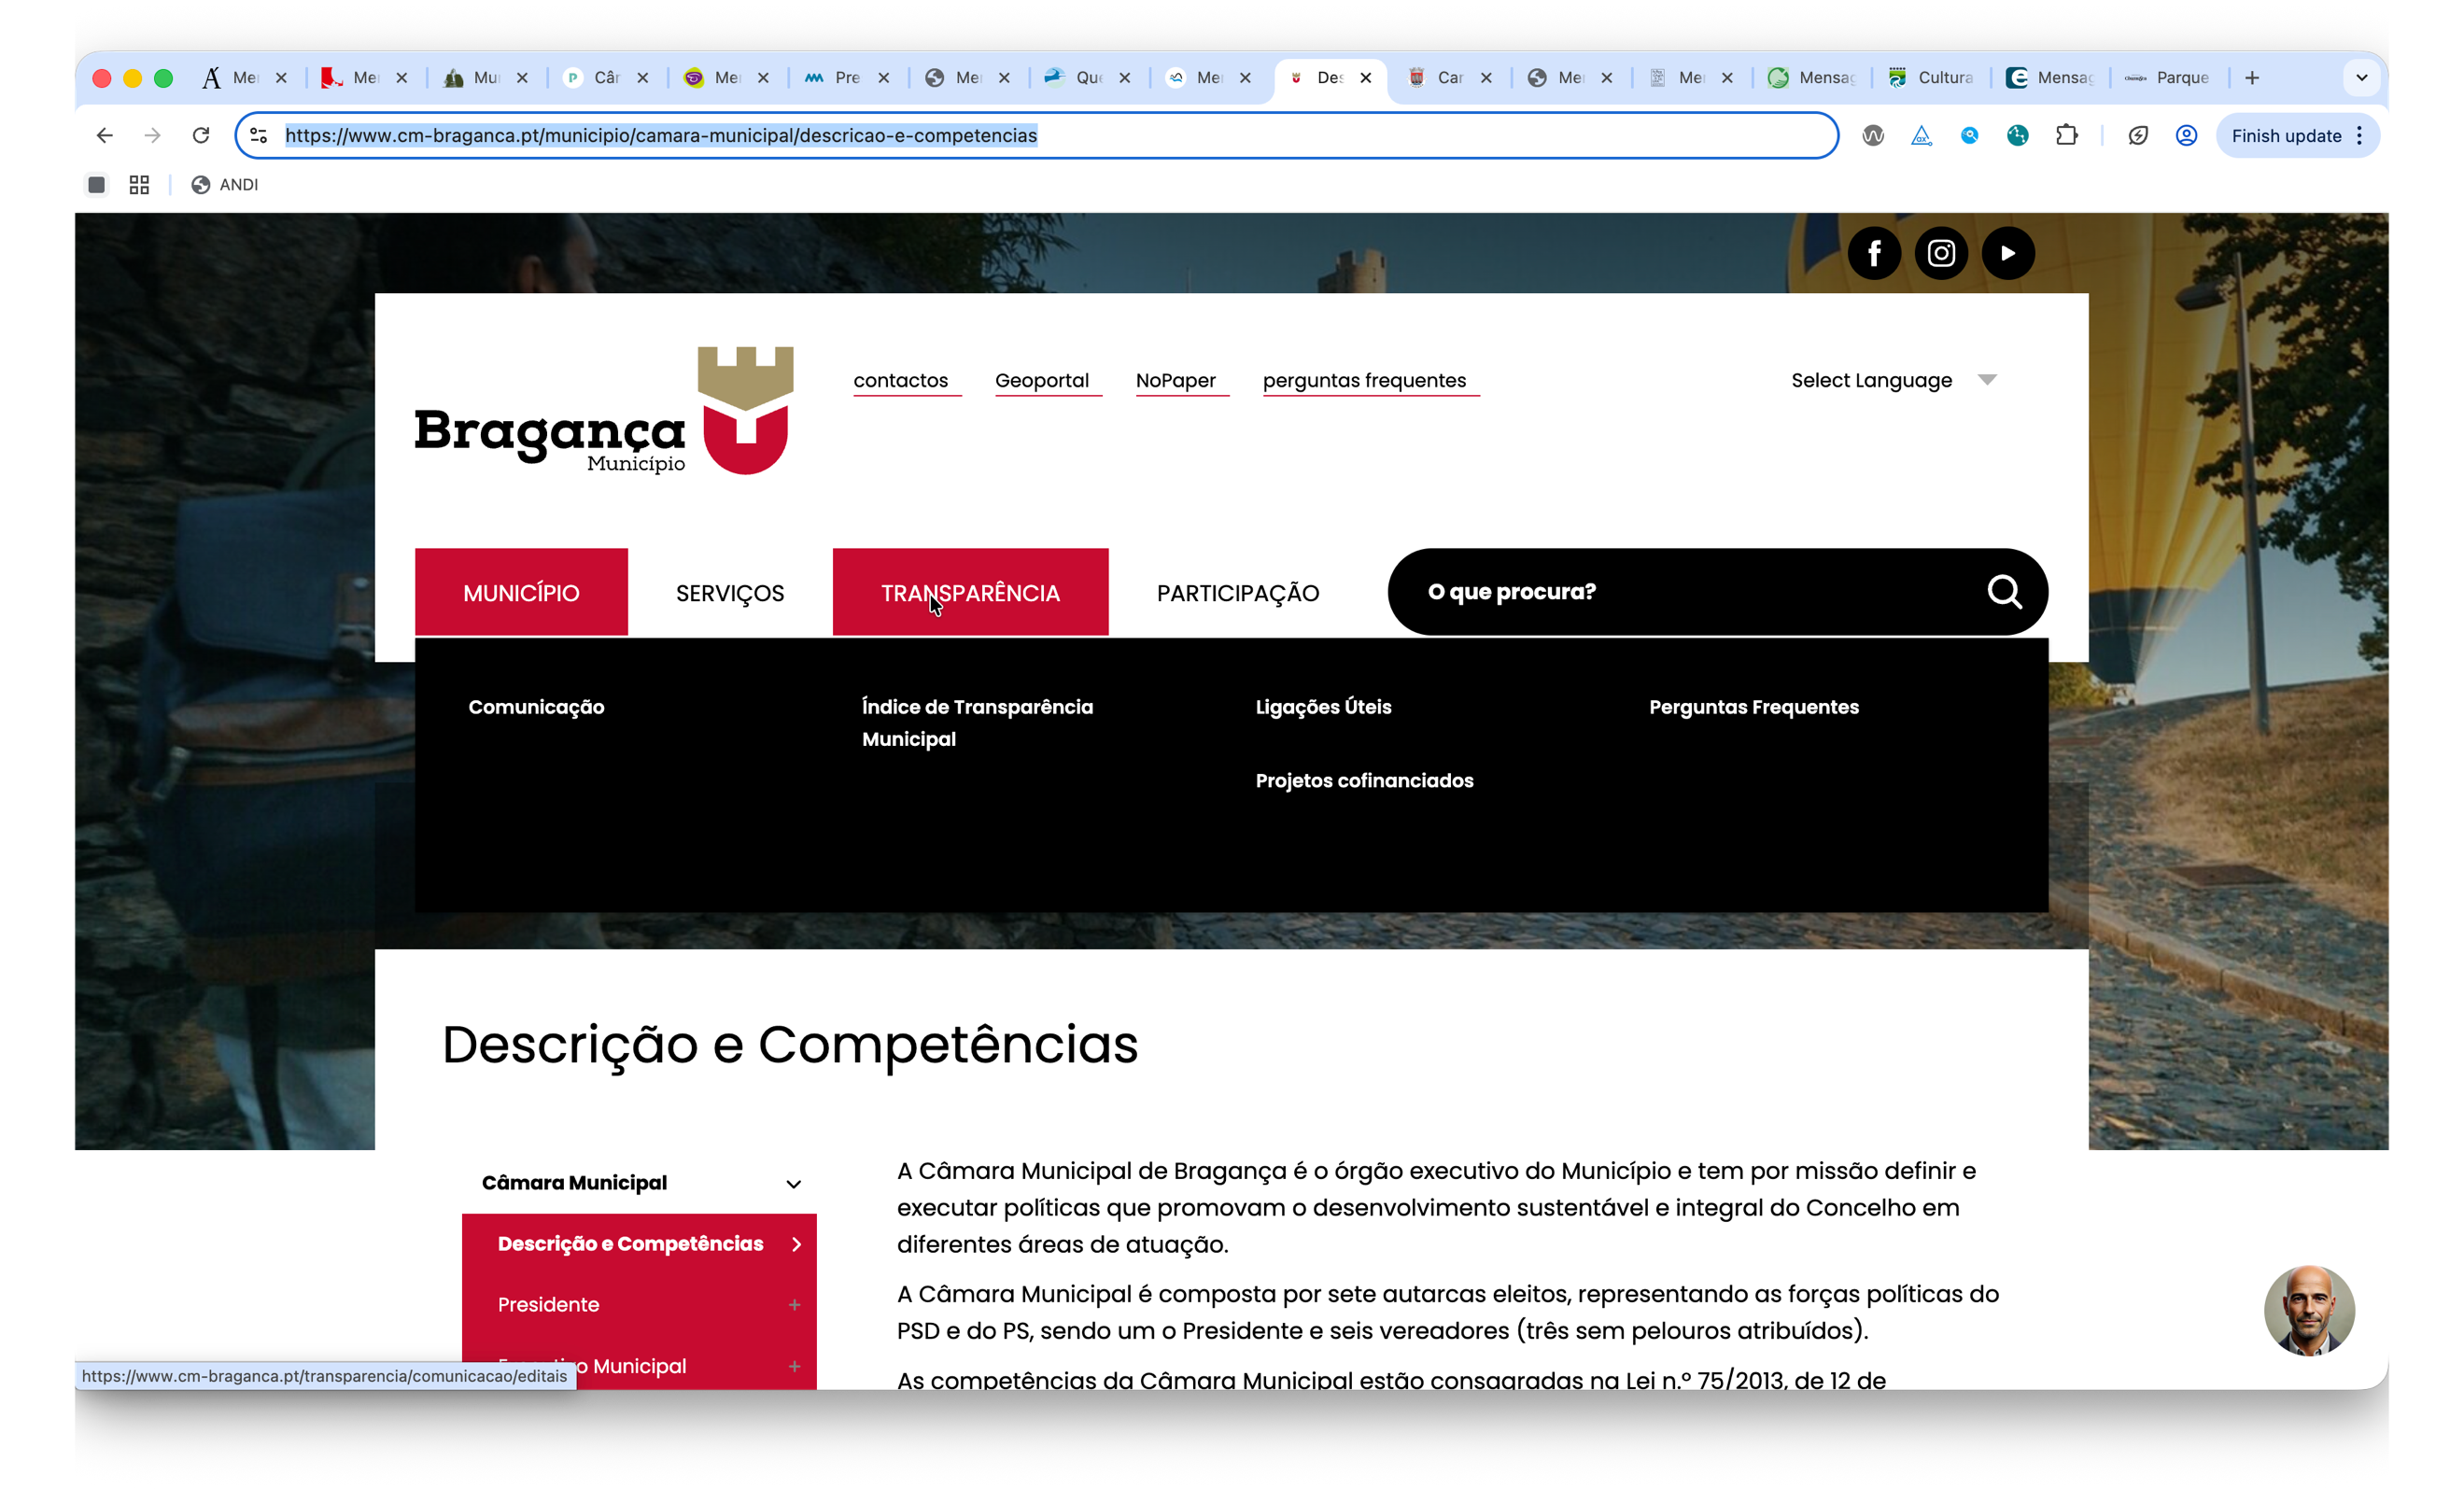 Á Me
Me
Mu
P Câr
Me
Pre
Me
Que
Me
Des
Car
Me
Me
Mensag
Cultura
Mensag
Parque
https://www.cm-braganca.pt/municipio/camara-municipal/descricao-e-competencias
Finish update
ANDI
contactos
Geoportal
NoPaper
perguntas frequentes
Select Language
Bragança
Município
MUNICÍPIO
SERVIÇOS
TRANSPARÊNCIA
PARTICIPAÇÃO
O que procura?
Comunicação
Índice de Transparência
Municipal
Ligações Úteis
Projetos cofinanciados
Perguntas Frequentes
Descrição e Competências
Câmara Municipal
Descrição e Competências
Presidente
Municipal
A Câmara Municipal de Bragança é o órgão executivo do Município e tem por missão definir e
executar políticas que promovam o desenvolvimento sustentável e integral do Concelho em
diferentes áreas de atuação.
A Câmara Municipal é composta por sete autarcas eleitos, representando as forças políticas do
PSD e do PS, sendo um o Presidente e seis vereadores (três sem pelouros atribuídos).
As competências da Câmara Municipal estão consagradas na Lei n.º 75/2013, de 12 de
https://www.cm-braganca.pt/transparencia/comunicacao/editais